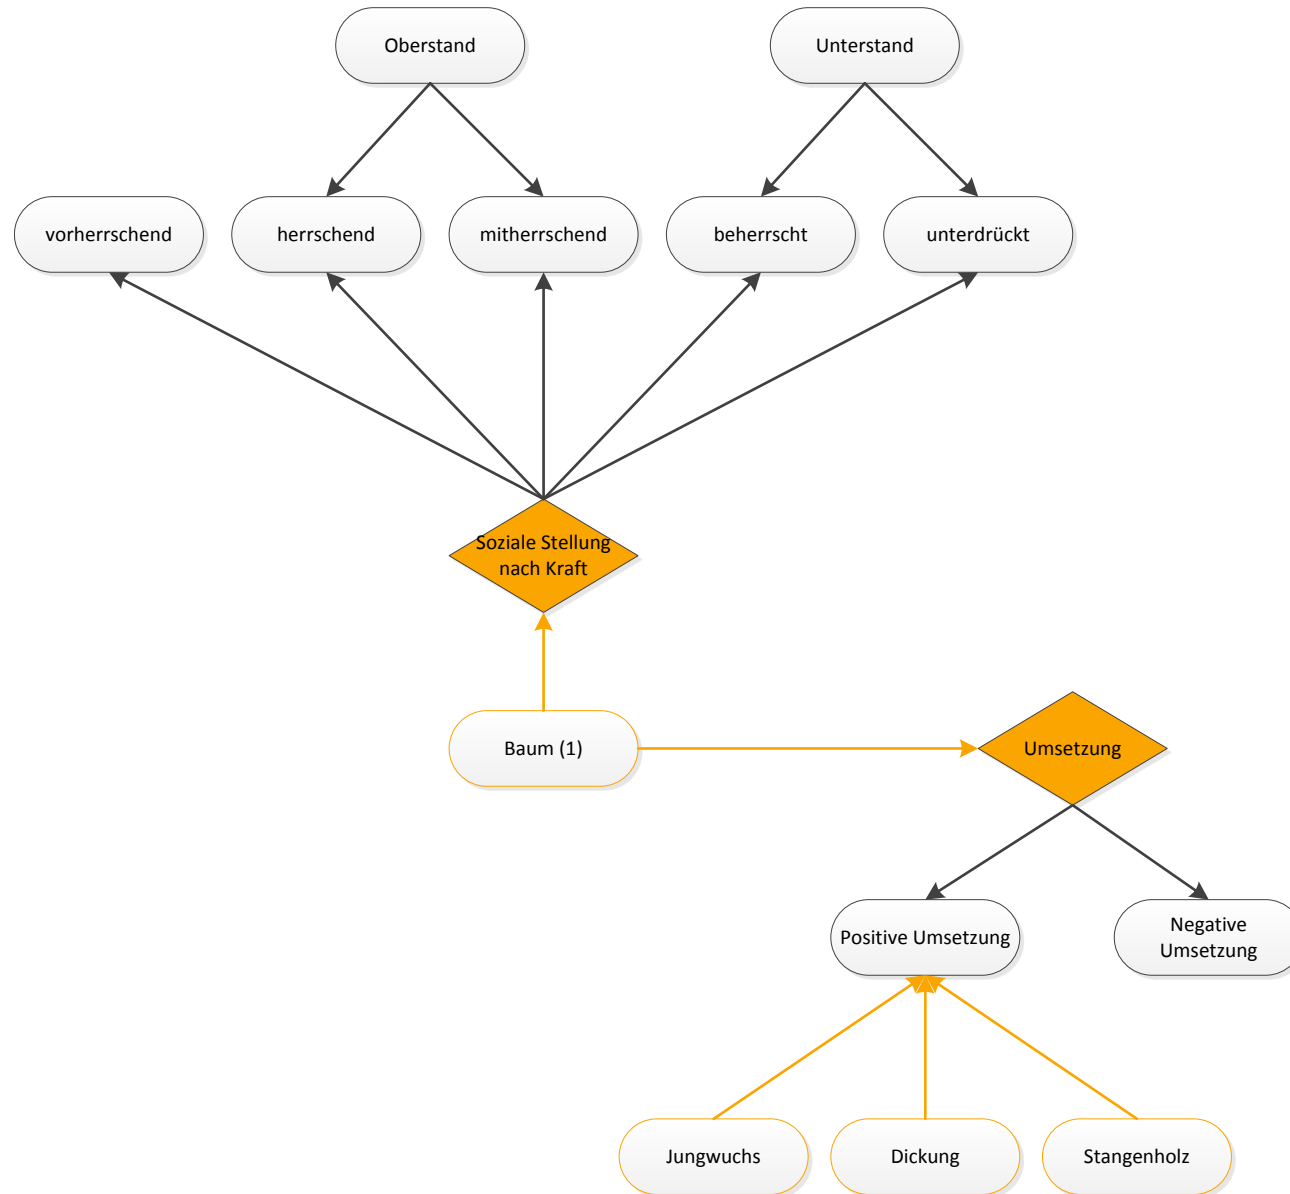 Oberstand
Unterstand
vorherrschend
herrschend
mitherrschend
beherrscht
unterdrückt
Soziale Stellung
nach Kraft
Baum (1)
Umsetzung
Positive Umsetzung
Negative
Umsetzung
Jungwuchs
Dickung
Stangenholz